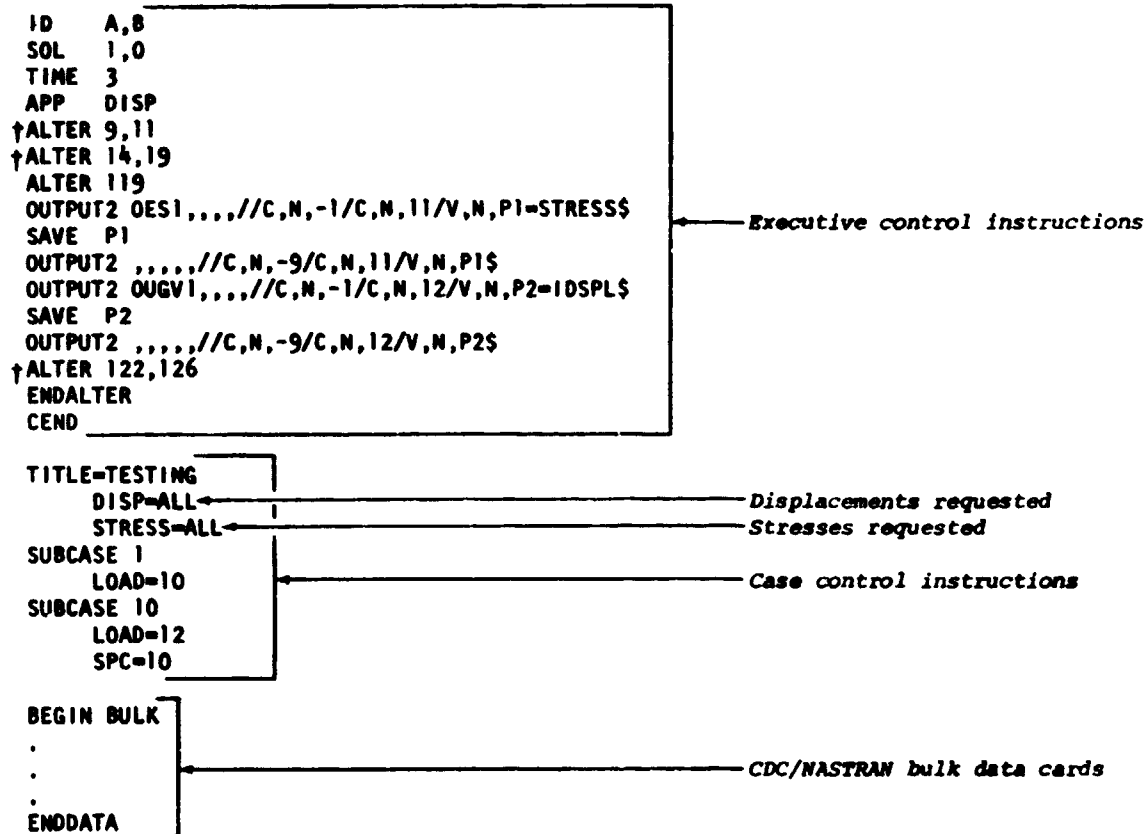 ID A,B
SOL 1,0
TIME 3
APP DISP
†ALTER 9,11
†ALTER 14,19
ALTER 119
OUTPUT2 OES1,,,,//C,N,-1/C,N,11/V,N,P1=STRESS$
Executive control instructions
SAVE P1
OUTPUT2 ,,,,,//C,N,-9/C,N,11/V,N,P1$
OUTPUT2 OUGV1,,,,//C,N,-1/C,N,12/V,N,P2=IDSPL$
SAVE P2
OUTPUT2 ,,,,,//C,N,-9/C,N,12/V,N,P2$
†ALTER 122,126
ENDALTER
CEND
TITLE=TESTING
DISP=ALL Displacements requested
STRESS=ALL Stresses requested
SUBCASE 1
LOAD=10 Case control instructions
SUBCASE 10
LOAD=12
SPC=10
BEGIN BULK
.
. CDC/NASTRAN bulk data cards
.
ENDDATA